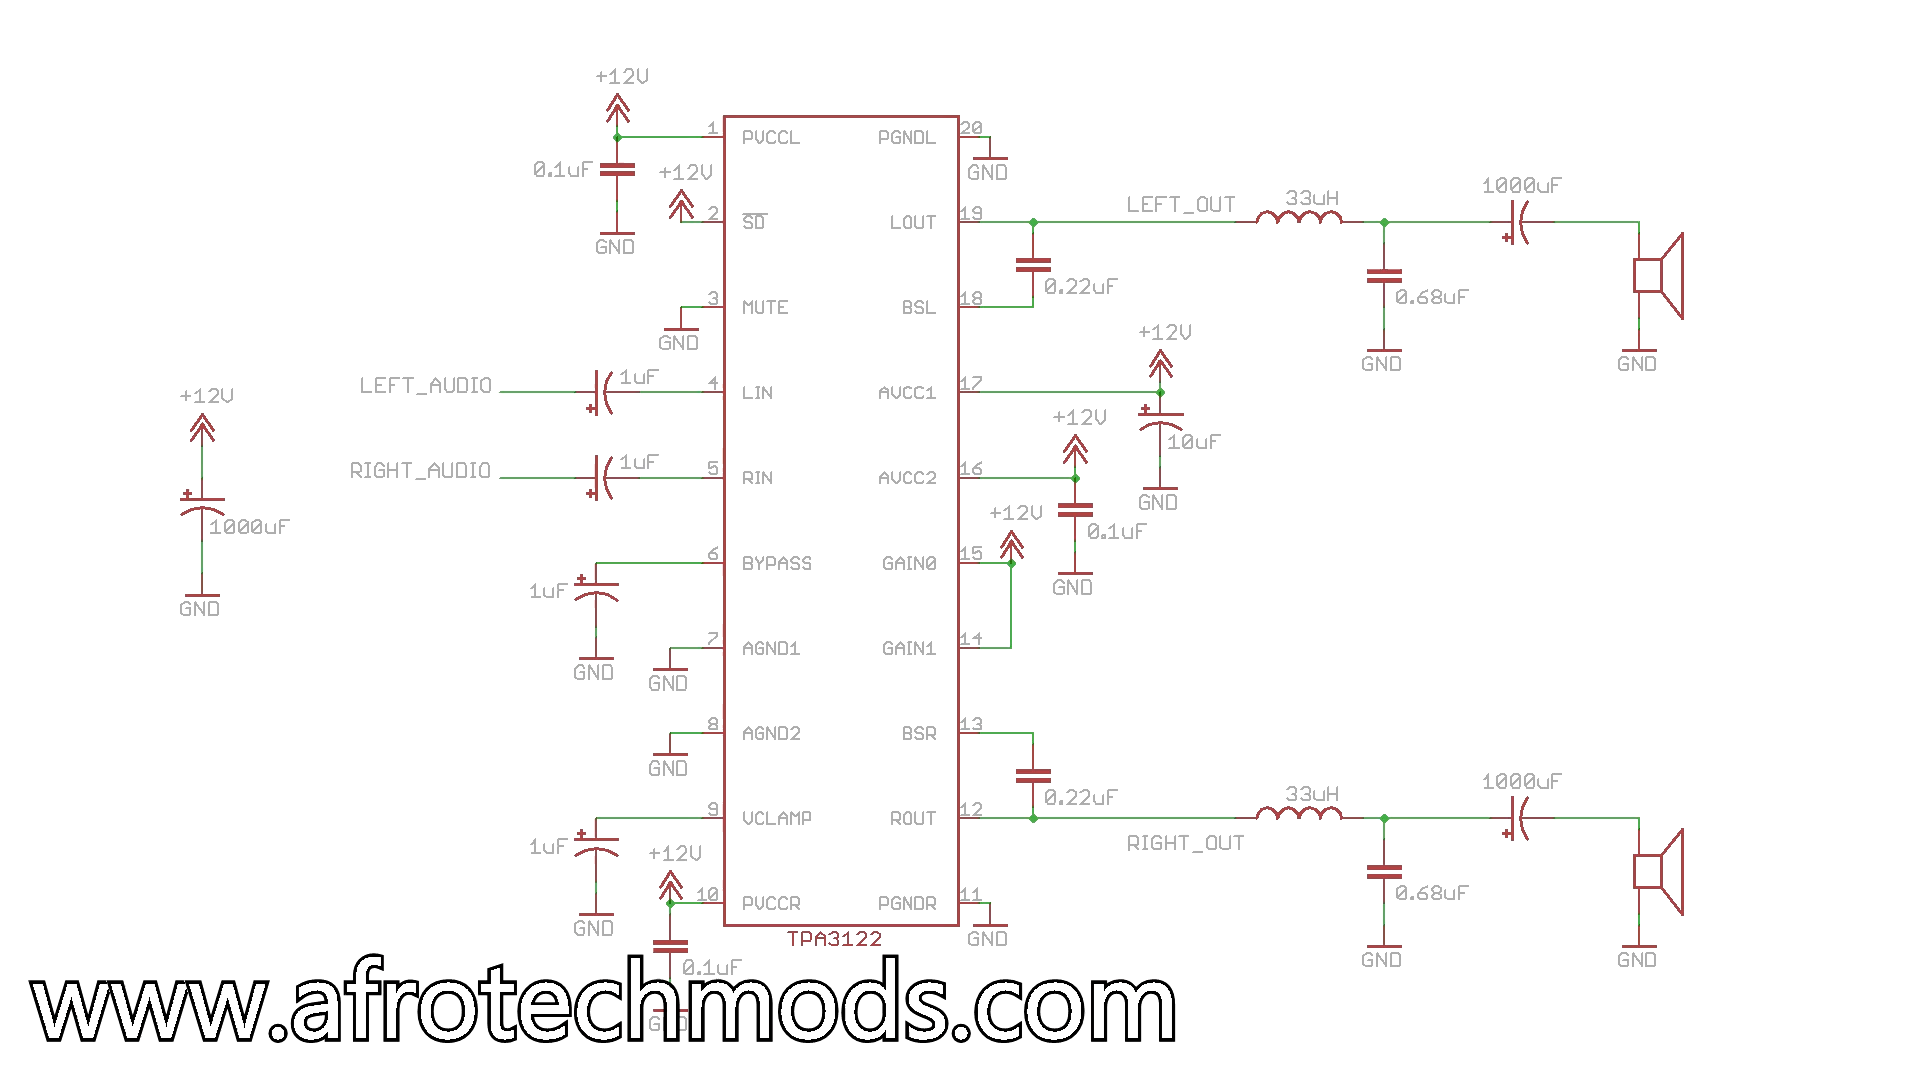 +12V
0.1uF
GND
+12V
1 PVCCL
2 SD
3 MUTE
GND
LEFT_AUDIO
1uF
4 LIN
RIGHT_AUDIO
1uF
5 RIN
+12V
1000uF
GND
6 BYPASS
1uF
GND
7 AGND1
GND
8 AGND2
GND
9 VCLAMP
1uF
GND
+12V
10 PVCCR
0.1uF
GND
TPA3122
PGNDL 20
GND
LOUT 19
LEFT_OUT
33uH
1000uF
0.22uF
BSL 18
0.68uF
GND
GND
+12V
AVCC1 17
10uF
GND
+12V
AVCC2 16
0.1uF
GND
+12V
GAIN0 15
GAIN1 14
BSR 13
0.22uF
ROUT 12
RIGHT_OUT
33uH
1000uF
0.68uF
GND
GND
PGNDR 11
GND
www.afrotechmods.com